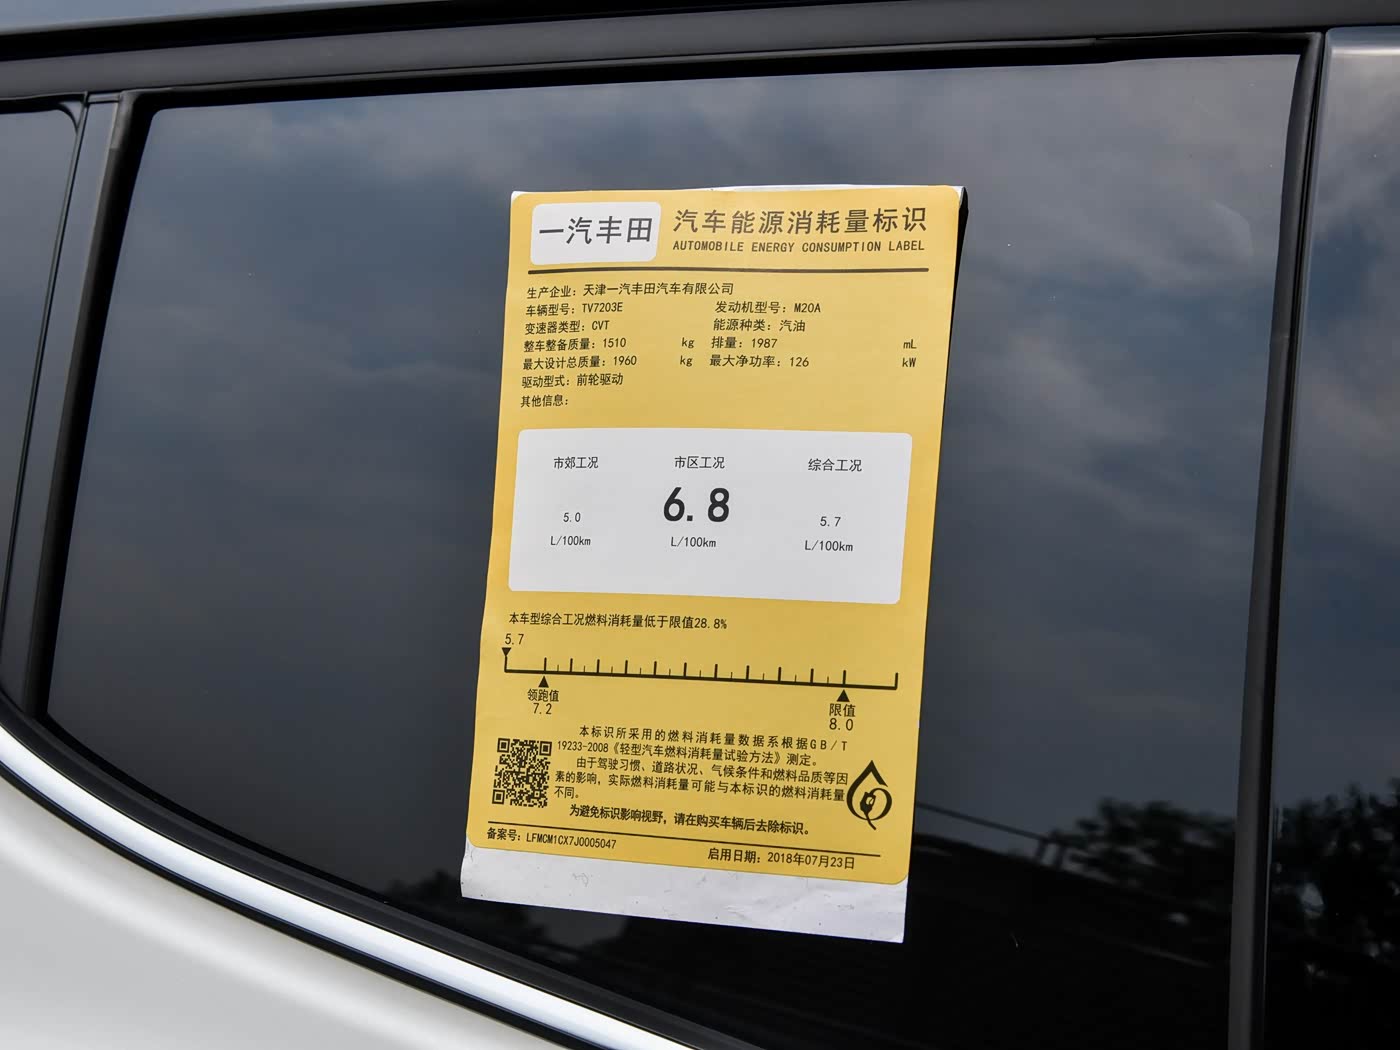 一汽丰田
汽车能源消耗量标识
AUTOMOBILE ENERGY CONSUMPTION LABEL
生产企业：天津一汽丰田汽车有限公司
车辆型号：TV7203E 发动机型号：M20A
变速器类型：CVT 能源种类：汽油
整车整备质量：1510 kg 排量：1987 mL
最大设计总质量：1960 kg 最大净功率：126 kW
驱动型式：前轮驱动
其他信息：
市郊工况 市区工况 综合工况
5.0 6.8 5.7
L/100km L/100km L/100km
本车型综合工况燃料消耗量低于限值28.8%
5.7
领跑值 限值
7.2 8.0
本标识所采用的燃料消耗量数据系根据GB/T
19233-2008《轻型汽车燃料消耗量试验方法》测定。
由于驾驶习惯、道路状况、气候条件和燃料品质等因
素的影响，实际燃料消耗量可能与本标识的燃料消耗量
不同。
为避免标识影响视野，请在购买车辆后去除标识。
备案号：LFMCM1CX7J0005047 启用日期：2018年07月23日